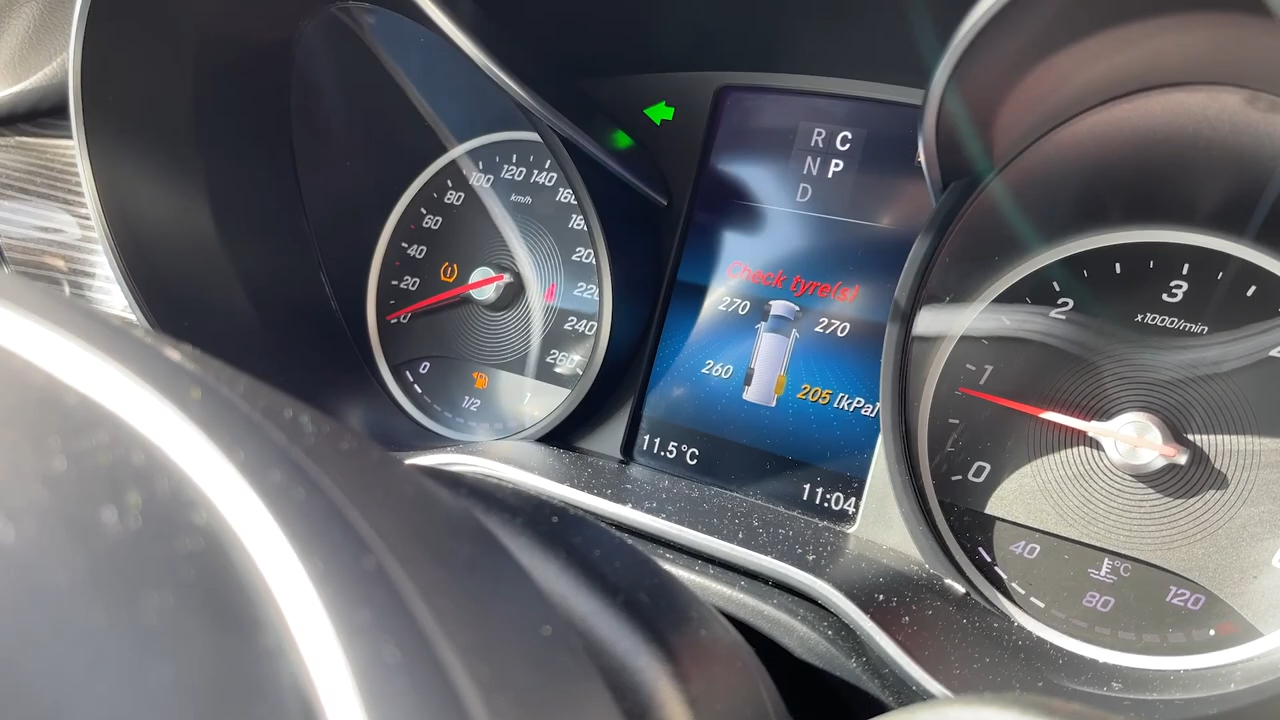 R C
N P
D
Check tyre(s)
270 270
260 205 [kPa]
11.5°C
11:04
0
20
40
60
80
100
120
140
220
240
260
km/h
0
1/2
1
0
1
2
3
x1000/min
40
80
120
°C